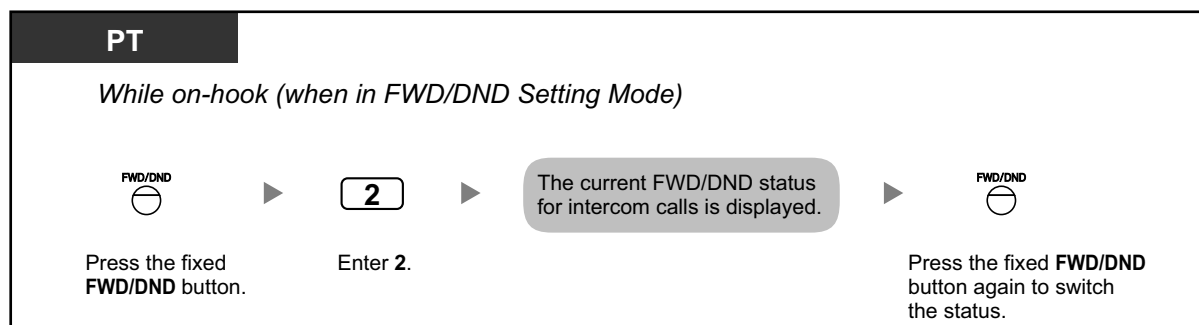 PT
While on-hook (when in FWD/DND Setting Mode)
FWD/DND
2
The current FWD/DND status
for intercom calls is displayed.
FWD/DND
Press the fixed
FWD/DND button.
Enter 2.
Press the fixed FWD/DND
button again to switch
the status.